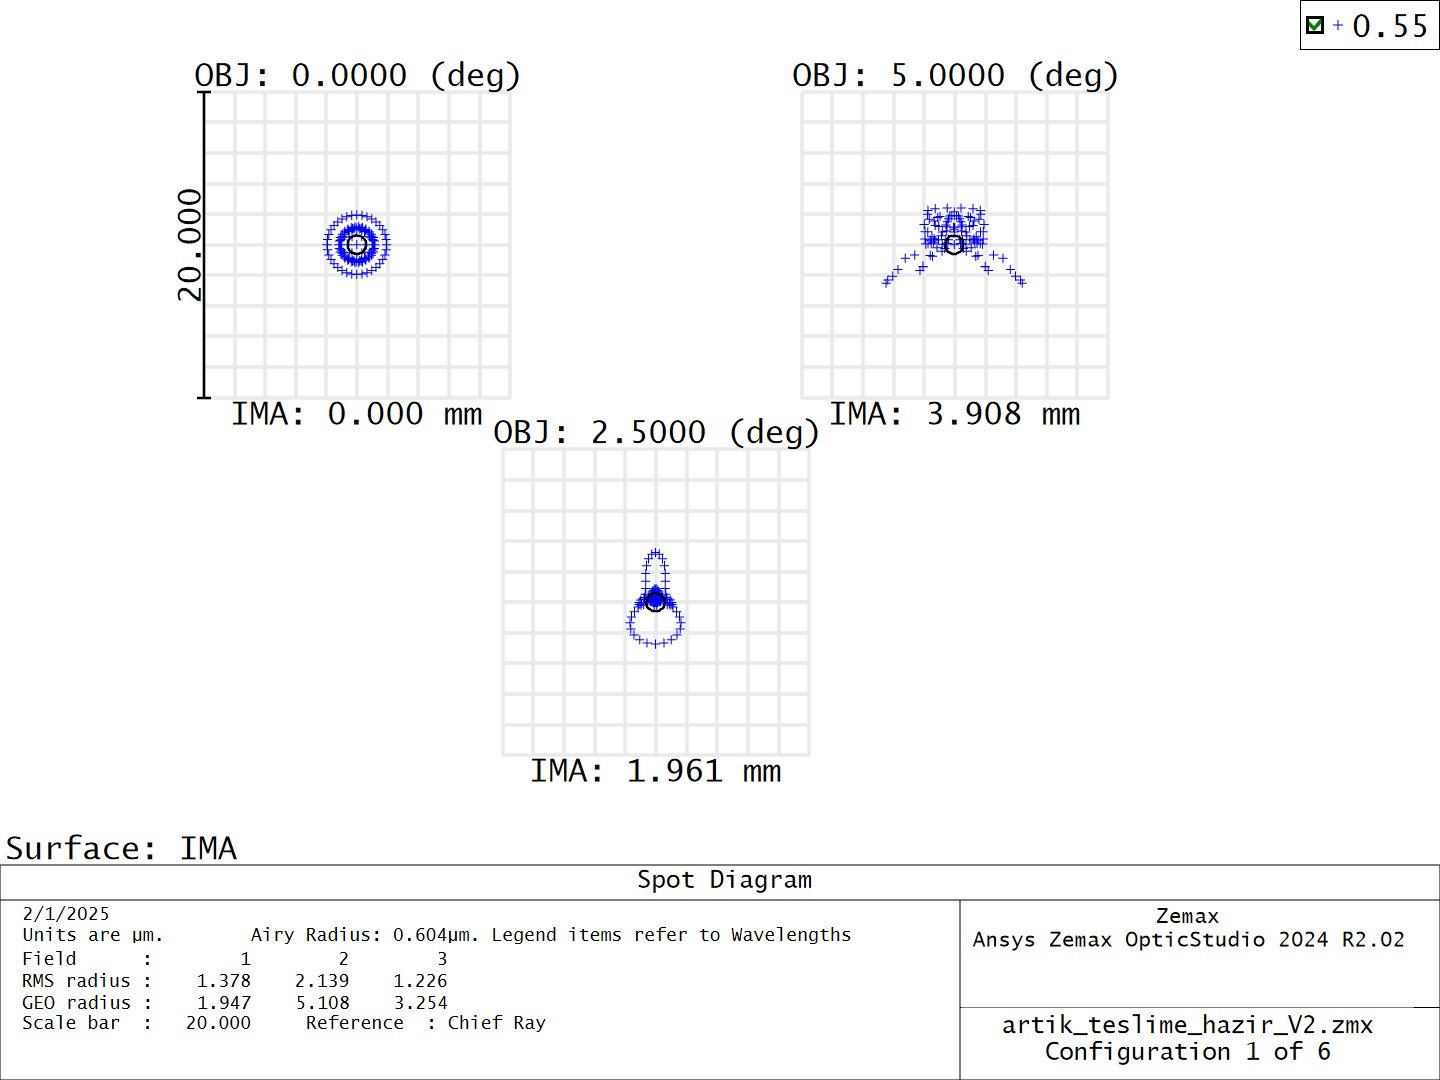 0.55
OBJ: 0.0000 (deg)
OBJ: 5.0000 (deg)
20.000
IMA: 0.000 mm
IMA: 3.908 mm
OBJ: 2.5000 (deg)
IMA: 1.961 mm
Surface: IMA
Spot Diagram
2/1/2025
Units are µm. Airy Radius: 0.604µm. Legend items refer to Wavelengths
Field : 1 2 3
RMS radius : 1.378 2.139 1.226
GEO radius : 1.947 5.108 3.254
Scale bar : 20.000 Reference : Chief Ray
Zemax
Ansys Zemax OpticStudio 2024 R2.02
artik_teslime_hazir_V2.zmx
Configuration 1 of 6